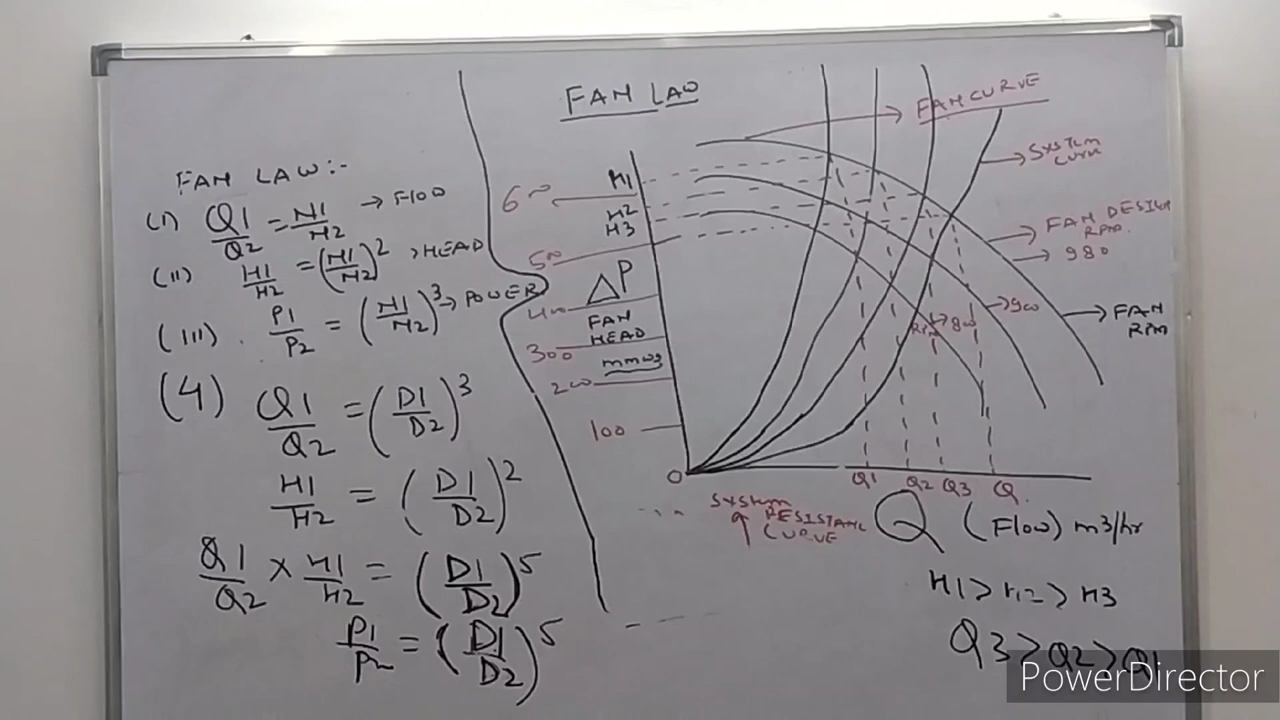 FAN LAW
FAN LAW:-
(I) Q1/Q2 = N1/N2 → Flow
(II) H1/H2 = (N1/N2)^2 → HEAD
(III) P1/P2 = (N1/N2)^3 → POWER
(4) Q1/Q2 = (D1/D2)^3
H1/H2 = (D1/D2)^2
Q1/Q2 × H1/H2 = (D1/D2)^5
P1/P2 = (D1/D2)^5
FAN CURVE
SYSTEM
CURVE
FAN DESIGN
RPM.
980
FAN
RPM
900
RPM
800
H1
600
H2
H3
500
ΔP
400
FAN
HEAD
300
mmwg
200
100
0
Q1 Q2 Q3 Q.
SYSTEM
RESISTANC
CURVE
Q (Flow) m3/hr
H1 > H2 > H3
Q3 > Q2 > Q1
PowerDirector